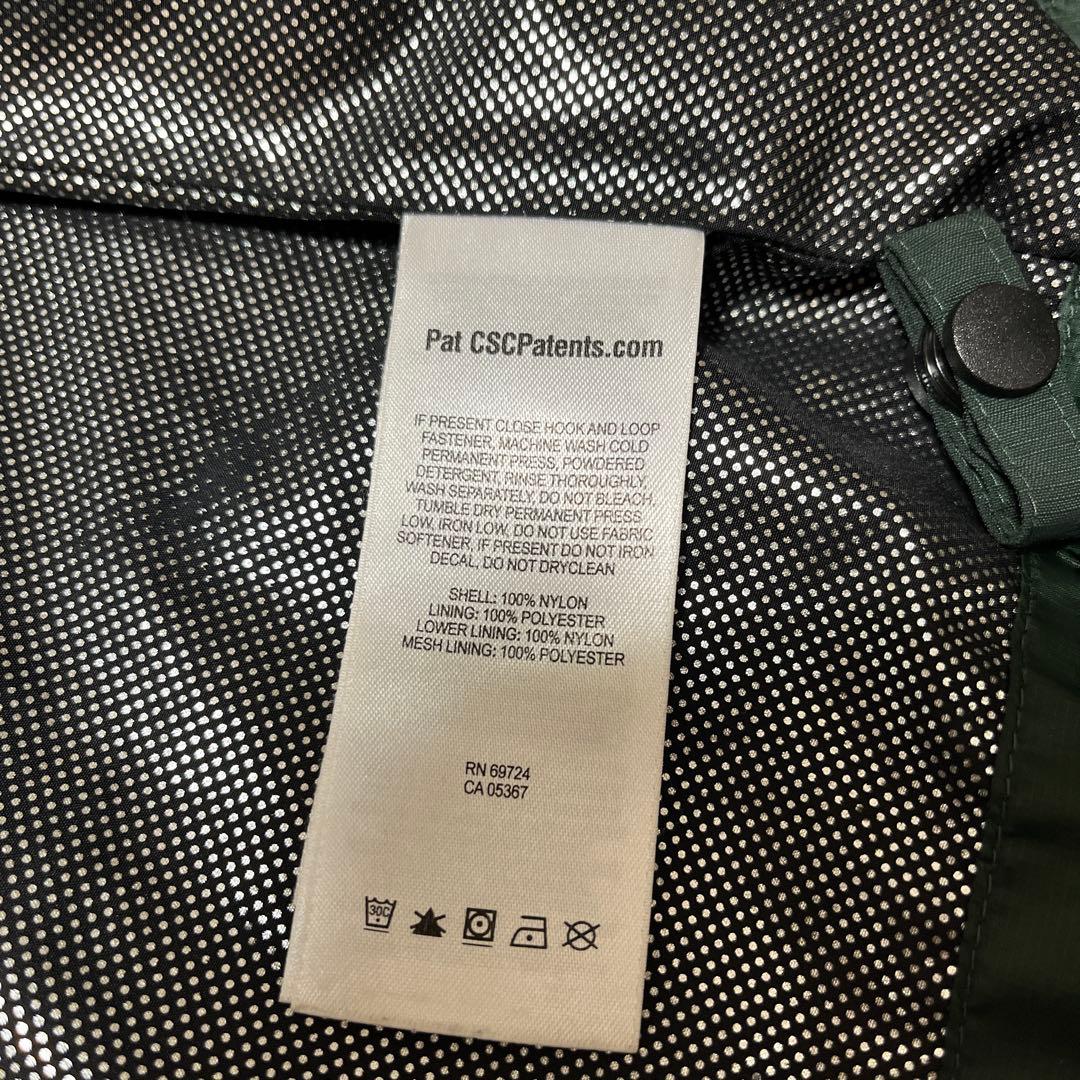 Pat CSCPatents.com
IF PRESENT CLOSE HOOK AND LOOP
FASTENER, MACHINE WASH COLD
PERMANENT PRESS, POWDERED
DETERGENT, RINSE THOROUGHLY,
WASH SEPARATELY, DO NOT BLEACH,
TUMBLE DRY PERMANENT PRESS
LOW, IRON LOW, DO NOT USE FABRIC
SOFTENER, IF PRESENT DO NOT IRON
DECAL, DO NOT DRYCLEAN
SHELL: 100% NYLON
LINING: 100% POLYESTER
LOWER LINING: 100% NYLON
MESH LINING: 100% POLYESTER
RN 69724
CA 05367
30C